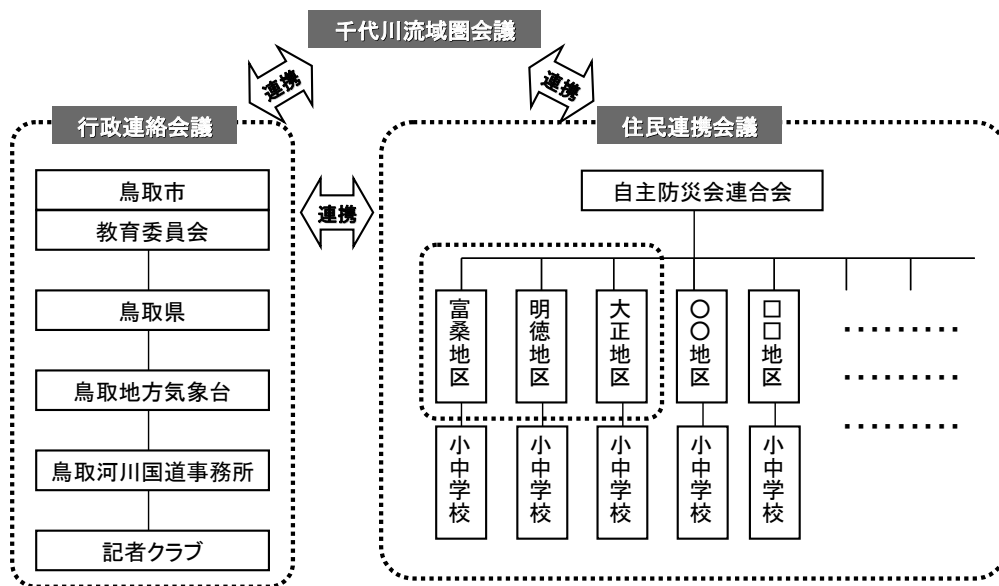 千代川流域圏会議
連携
連携
行政連絡会議
住民連携会議
鳥取市
教育委員会
鳥取県
鳥取地方気象台
鳥取河川国道事務所
記者クラブ
連携
自主防災会連合会
富桑地区
明徳地区
大正地区
〇〇地区
□□地区
小中学校
小中学校
小中学校
小中学校
小中学校